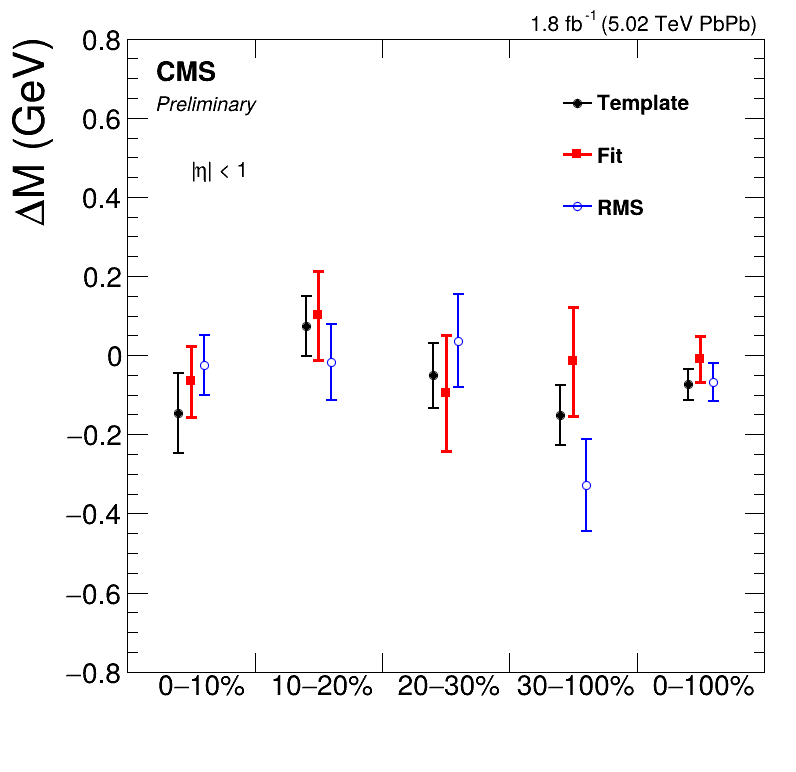 1.8 fb⁻¹ (5.02 TeV PbPb)
ΔM (GeV)
CMS
Preliminary
|η| < 1
Template
Fit
RMS
0.8
0.6
0.4
0.2
0
−0.2
−0.4
−0.6
−0.8
0−10% 10−20% 20−30% 30−100% 0−100%